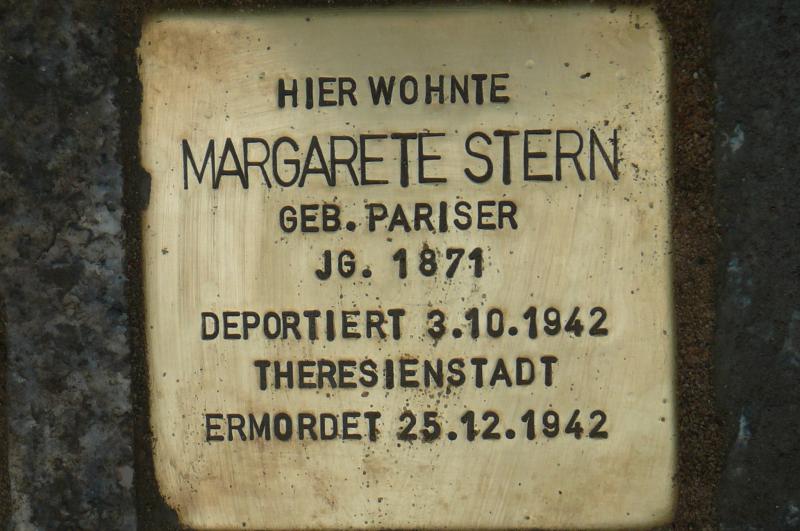 HIER WOHNTE
MARGARETE STERN
GEB. PARISER
JG. 1871
DEPORTIERT 3.10.1942
THERESIENSTADT
ERMORDET 25.12.1942